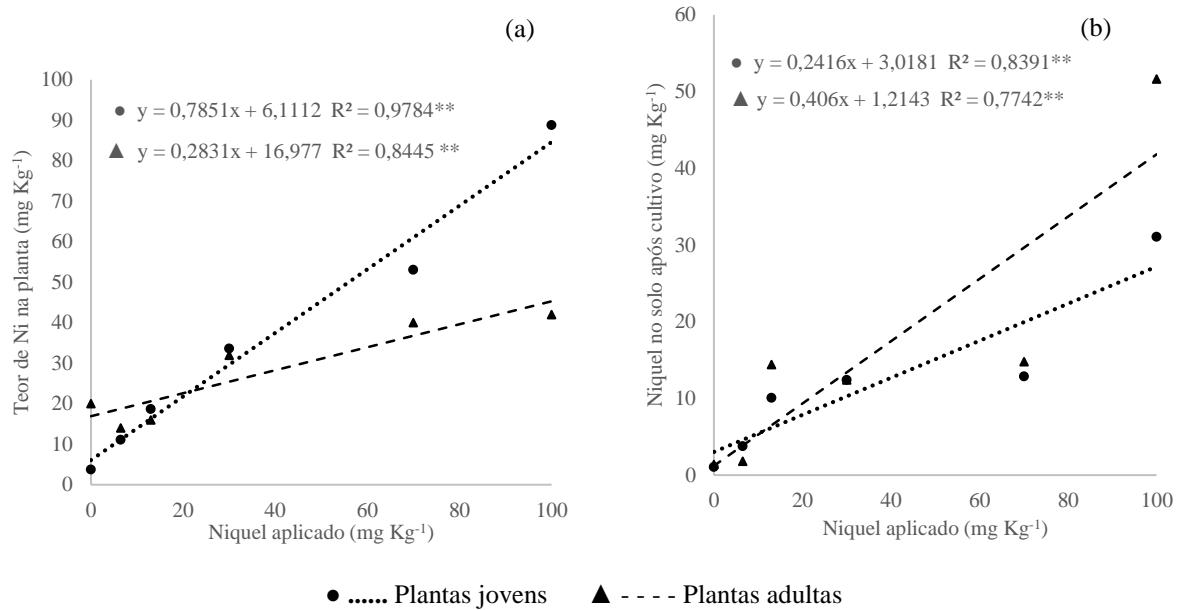 (a)
y = 0,7851x + 6,1112 R² = 0,9784**
y = 0,2831x + 16,977 R² = 0,8445 **
Teor de Ni na planta (mg Kg⁻¹)
100
90
80
70
60
50
40
30
20
10
0
0 20 40 60 80 100
Niquel aplicado (mg Kg⁻¹)
(b)
y = 0,2416x + 3,0181 R² = 0,8391**
y = 0,406x + 1,2143 R² = 0,7742**
Niquel no solo após cultivo (mg Kg⁻¹)
60
50
40
30
20
10
0
0 20 40 60 80 100
Niquel aplicado (mg Kg⁻¹)
Plantas jovens Plantas adultas